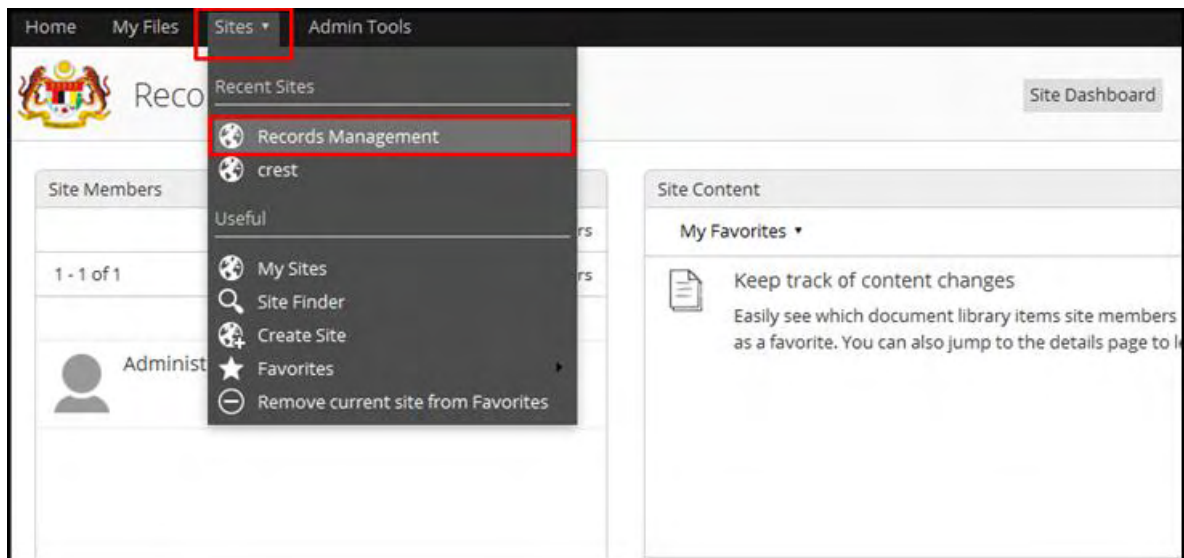 Home My Files Sites Admin Tools
Reco
Site Dashboard
Recent Sites
Records Management
crest
Useful
My Sites
Site Finder
Create Site
Favorites
Remove current site from Favorites
Site Members
rs
1 - 1 of 1
rs
Administ
Site Content
My Favorites
Keep track of content changes
Easily see which document library items site members
as a favorite. You can also jump to the details page to l